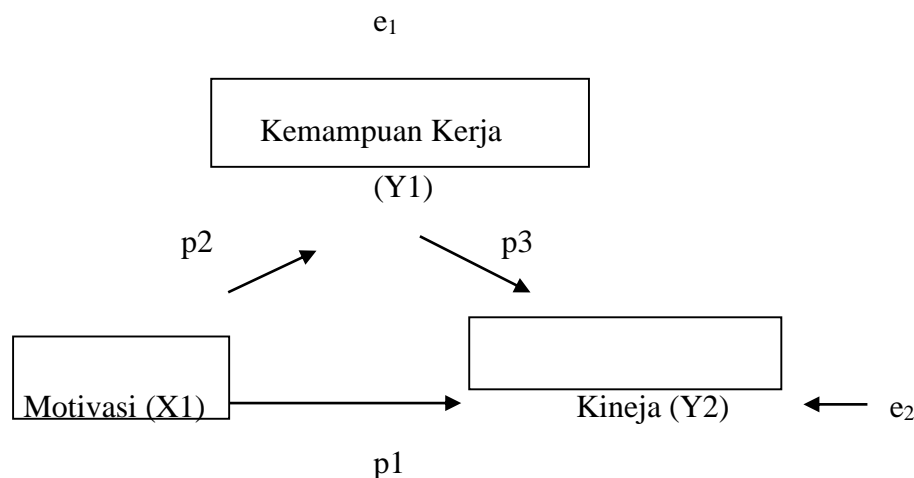 e₁
Kemampuan Kerja
(Y1)
p2
p3
Motivasi (X1)
Kineja (Y2)
e₂
p1